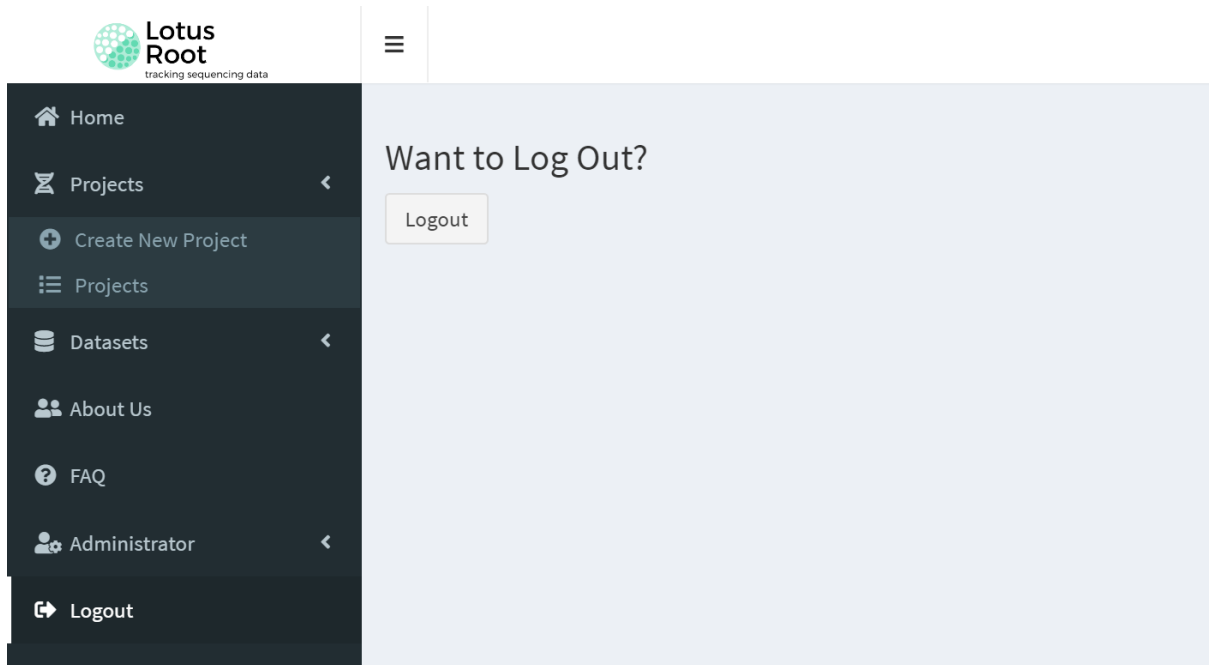 Lotus
Root
tracking sequencing data
Home
Projects
Create New Project
Projects
Datasets
About Us
FAQ
Administrator
Logout
Want to Log Out?
Logout